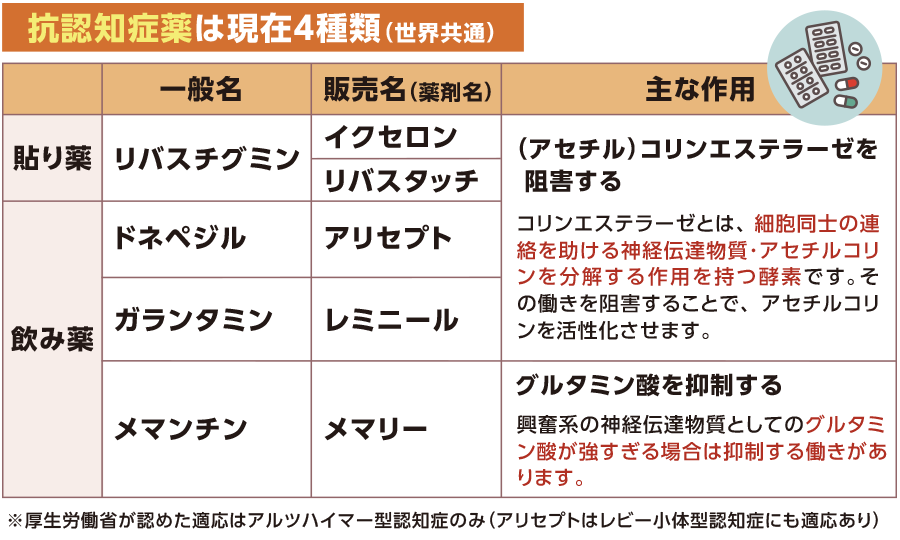 抗認知症薬は現在4種類(世界共通)
一般名
販売名(薬剤名)
主な作用
貼り薬
リバスチグミン
イクセロン
リバスタッチ
(アセチル)コリンエステラーゼを
阻害する
コリンエステラーゼとは、細胞同士の連
絡を助ける神経伝達物質・アセチルコリ
ンを分解する作用を持つ酵素です。そ
の働きを阻害することで、アセチルコリ
ンを活性化させます。
飲み薬
ドネペジル
アリセプト
ガランタミン
レミニール
メマンチン
メマリー
グルタミン酸を抑制する
興奮系の神経伝達物質としてのグルタミ
ン酸が強すぎる場合は抑制する働きがあ
ります。
※厚生労働省が認めた適応はアルツハイマー型認知症のみ(アリセプトはレビー小体型認知症にも適応あり)